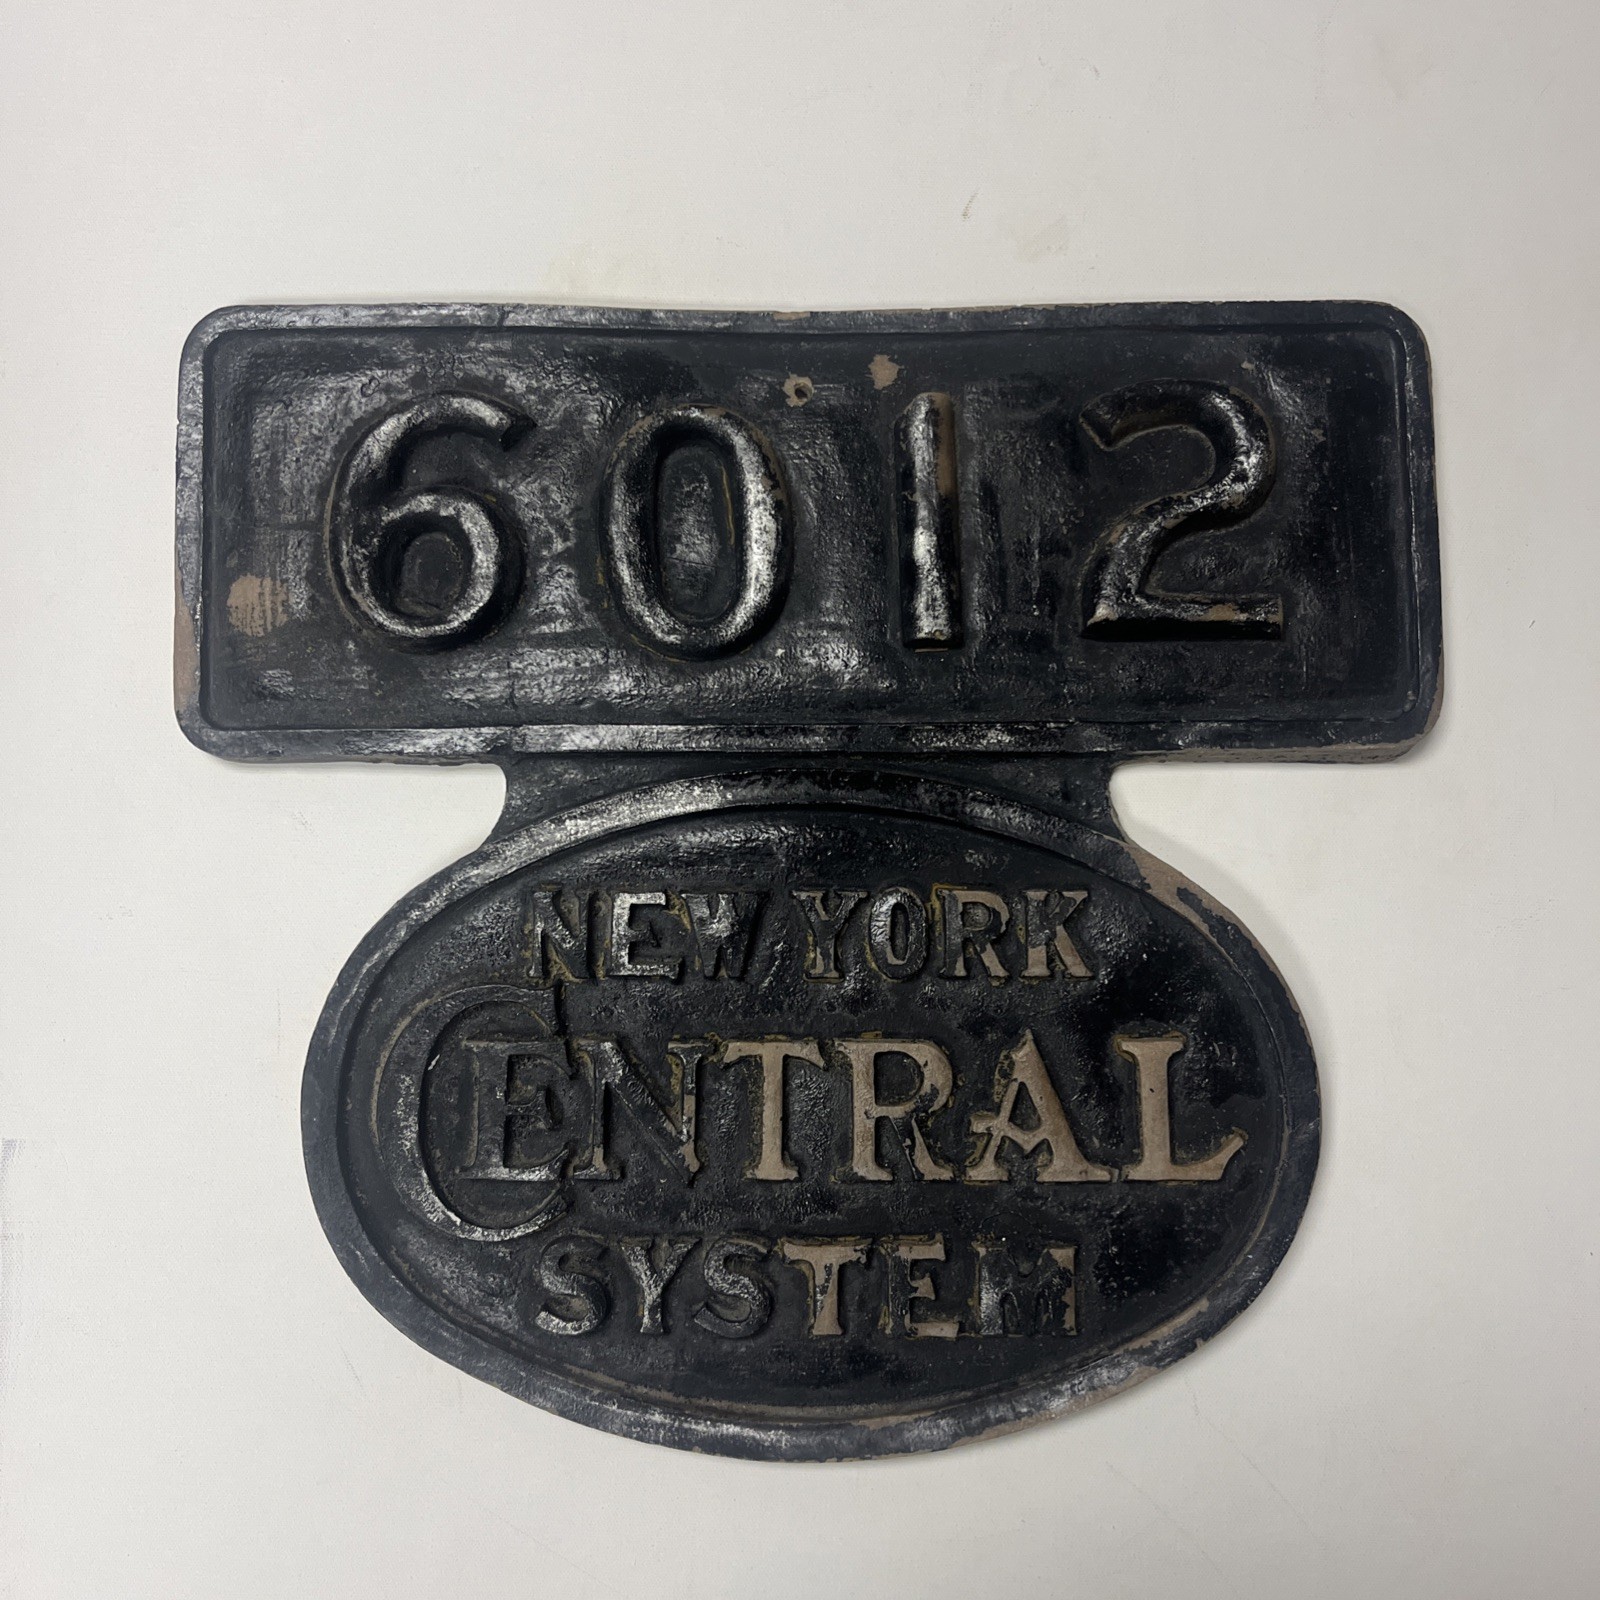 6012
NEW YORK
CENTRAL
SYSTEM